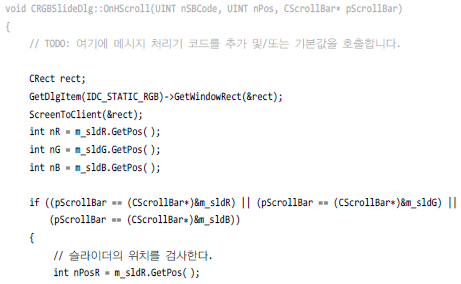 void CRGBSlideDlg::OnHScroll(UINT nSBCode, UINT nPos, CScrollBar* pScrollBar)
{
// TODO: 여기에 메시지 처리기 코드를 추가 및/또는 기본값을 호출합니다.
CRect rect;
GetDlgItem(IDC_STATIC_RGB)->GetWindowRect(&rect);
ScreenToClient(&rect);
int nR = m_sldR.GetPos( );
int nG = m_sldG.GetPos( );
int nB = m_sldB.GetPos( );
if ((pScrollBar == (CScrollBar*)&m_sldR) || (pScrollBar == (CScrollBar*)&m_sldG) ||
(pScrollBar == (CScrollBar*)&m_sldB))
{
// 슬라이더의 위치를 검사한다.
int nPosR = m_sldR.GetPos( );